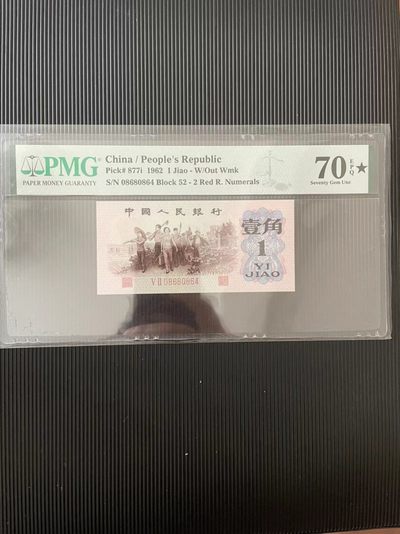 PMG
PAPER MONEY GUARANTY
China / People's Republic
Pick# 877i 1962 1 Jiao - W/Out Wmk
S/N 08680864 Block 52 - 2 Red R. Numerals
70 EPQ ★
Seventy Gem Unc
中國人民銀行
壹角
1
YI
JIAO
V II 08680864